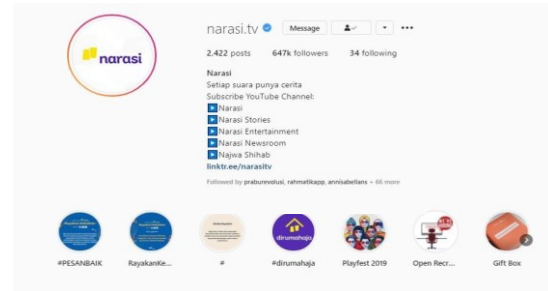 narasi
narasi.tv Message
2.422 posts 647k followers 34 following
Narasi
Setiap suara punya cerita
Subscribe YouTube Channel:
Narasi
Narasi Stories
Narasi Entertainment
Narasi Newsroom
Najwa Shihab
linktr.ee/narasitv
Followed by praburevolusi, rahmatikapp, annisabellans + 66 more
dirumahaja
#PESANBAIK RayakanKe... # #dirumahaja Playfest 2019 Open Recr... Gift Box